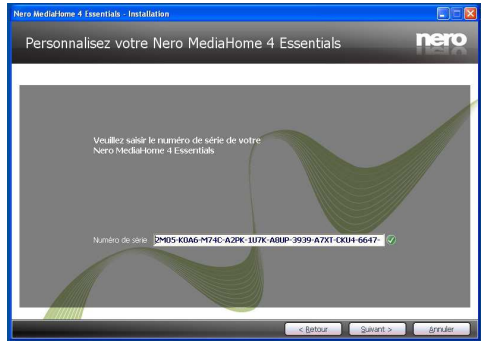 Nero MediaHome 4 Essentials - Installation
Personnalisez votre Nero MediaHome 4 Essentials
nero
Veuillez saisir le numéro de série de votre
Nero MediaHome 4 Essentials
Numéro de série 2M05-K0A6-M74C-A2PK-1U7K-A8UP-3939-A7XT-CKU4-6647-
< Retour
Suivant >
Annuler